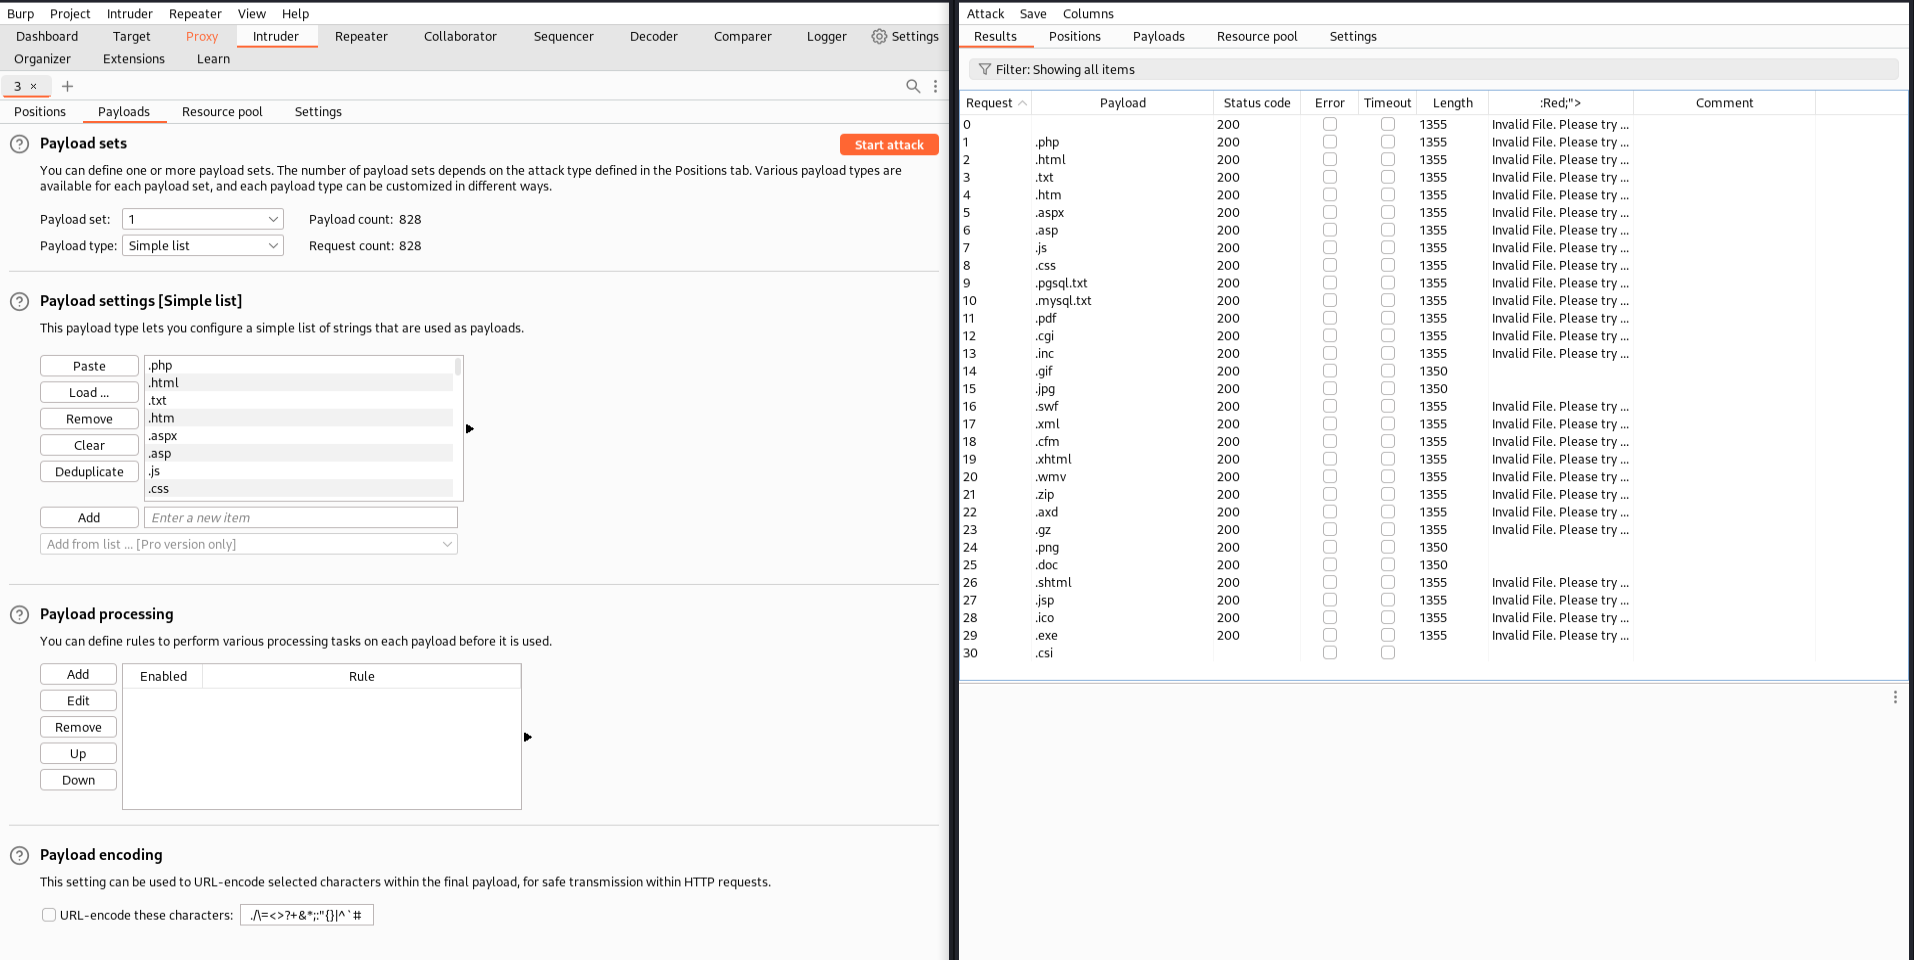 Burp Project Intruder Repeater View Help
Dashboard Target Proxy Intruder Repeater Collaborator Sequencer Decoder Comparer Logger Settings
Organizer Extensions Learn
3 × +
Positions Payloads Resource pool Settings
? Payload sets Start attack
You can define one or more payload sets. The number of payload sets depends on the attack type defined in the Positions tab. Various payload types are
available for each payload set, and each payload type can be customized in different ways.
Payload set: 1 Payload count: 828
Payload type: Simple list Request count: 828
? Payload settings [Simple list]
This payload type lets you configure a simple list of strings that are used as payloads.
Paste
Load ...
Remove
Clear
Deduplicate
.php
.html
.txt
.htm
.aspx
.asp
.js
.css
Add Enter a new item
Add from list ... [Pro version only]
? Payload processing
You can define rules to perform various processing tasks on each payload before it is used.
Add
Edit
Remove
Up
Down
Enabled Rule
? Payload encoding
This setting can be used to URL-encode selected characters within the final payload, for safe transmission within HTTP requests.
URL-encode these characters: ./\=<>?+&*;:"{}|^`#
Attack Save Columns
Results Positions Payloads Resource pool Settings
Filter: Showing all items
Request Payload Status code Error Timeout Length :Red;"> Comment
0 200 1355 Invalid File. Please try ...
1 .php 200 1355 Invalid File. Please try ...
2 .html 200 1355 Invalid File. Please try ...
3 .txt 200 1355 Invalid File. Please try ...
4 .htm 200 1355 Invalid File. Please try ...
5 .aspx 200 1355 Invalid File. Please try ...
6 .asp 200 1355 Invalid File. Please try ...
7 .js 200 1355 Invalid File. Please try ...
8 .css 200 1355 Invalid File. Please try ...
9 .pgsql.txt 200 1355 Invalid File. Please try ...
10 .mysql.txt 200 1355 Invalid File. Please try ...
11 .pdf 200 1355 Invalid File. Please try ...
12 .cgi 200 1355 Invalid File. Please try ...
13 .inc 200 1355 Invalid File. Please try ...
14 .gif 200 1350
15 .jpg 200 1350
16 .swf 200 1355 Invalid File. Please try ...
17 .xml 200 1355 Invalid File. Please try ...
18 .cfm 200 1355 Invalid File. Please try ...
19 .xhtml 200 1355 Invalid File. Please try ...
20 .wmv 200 1355 Invalid File. Please try ...
21 .zip 200 1355 Invalid File. Please try ...
22 .axd 200 1355 Invalid File. Please try ...
23 .gz 200 1355 Invalid File. Please try ...
24 .png 200 1350
25 .doc 200 1350
26 .shtml 200 1355 Invalid File. Please try ...
27 .jsp 200 1355 Invalid File. Please try ...
28 .ico 200 1355 Invalid File. Please try ...
29 .exe 200 1355 Invalid File. Please try ...
30 .csi